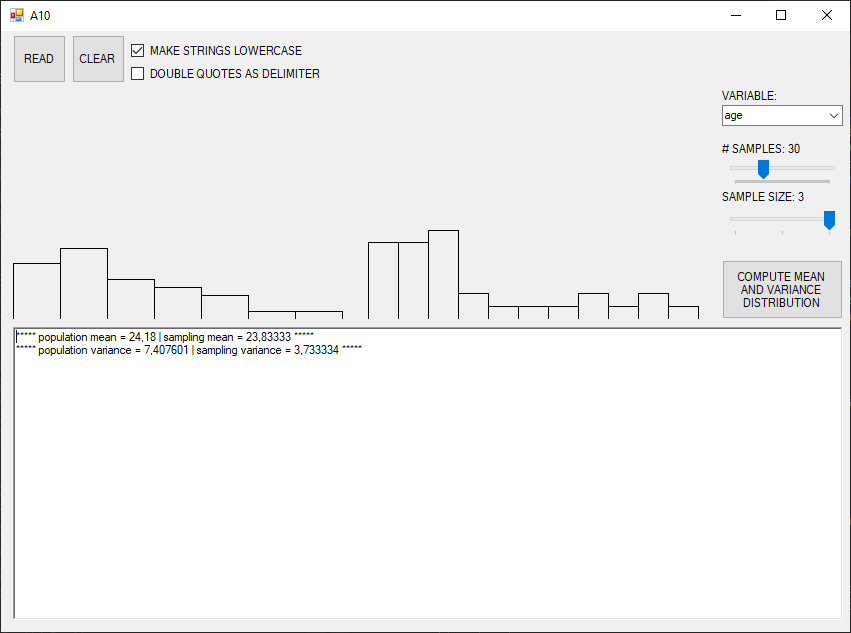 A10
READ
CLEAR
MAKE STRINGS LOWERCASE
DOUBLE QUOTES AS DELIMITER
VARIABLE:
age
# SAMPLES: 30
SAMPLE SIZE: 3
COMPUTE MEAN
AND VARIANCE
DISTRIBUTION
***** population mean = 24,18 | sampling mean = 23,83333 *****
***** population variance = 7,407601 | sampling variance = 3,733334 *****